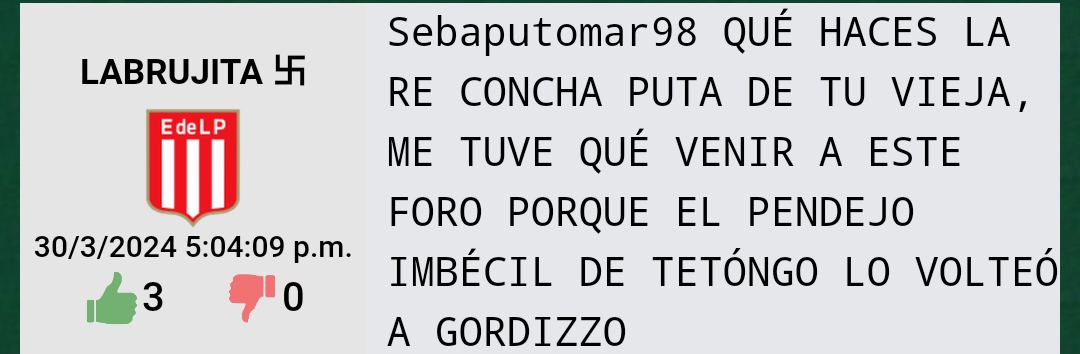 LABRUJITA 卐
EdeLP
30/3/2024 5:04:09 p.m.
3
0
Sebaputomar98 QUÉ HACES LA
RE CONCHA PUTA DE TU VIEJA,
ME TUVE QUÉ VENIR A ESTE
FORO PORQUE EL PENDEJO
IMBÉCIL DE TETÓNGO LO VOLTEÓ
A GORDIZZO